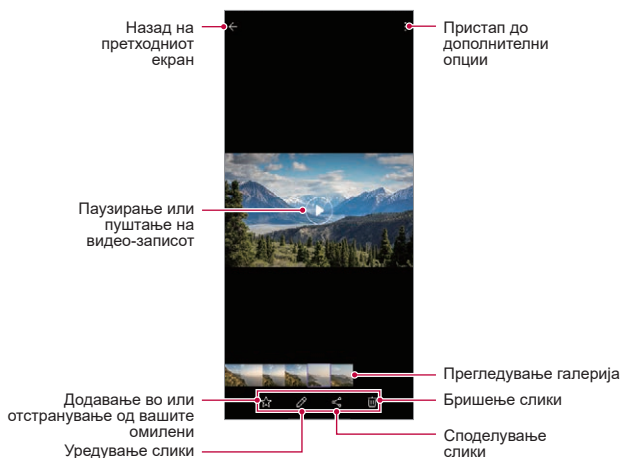 Назад на
претходниот
екран
Пристап до
дополнителни
опции
Паузирање или
пуштање на
видео-записот
Прегледување галерија
Додавање во или
отстранување од вашите
омилени
Бришење слики
Уредување слики
Споделување
слики